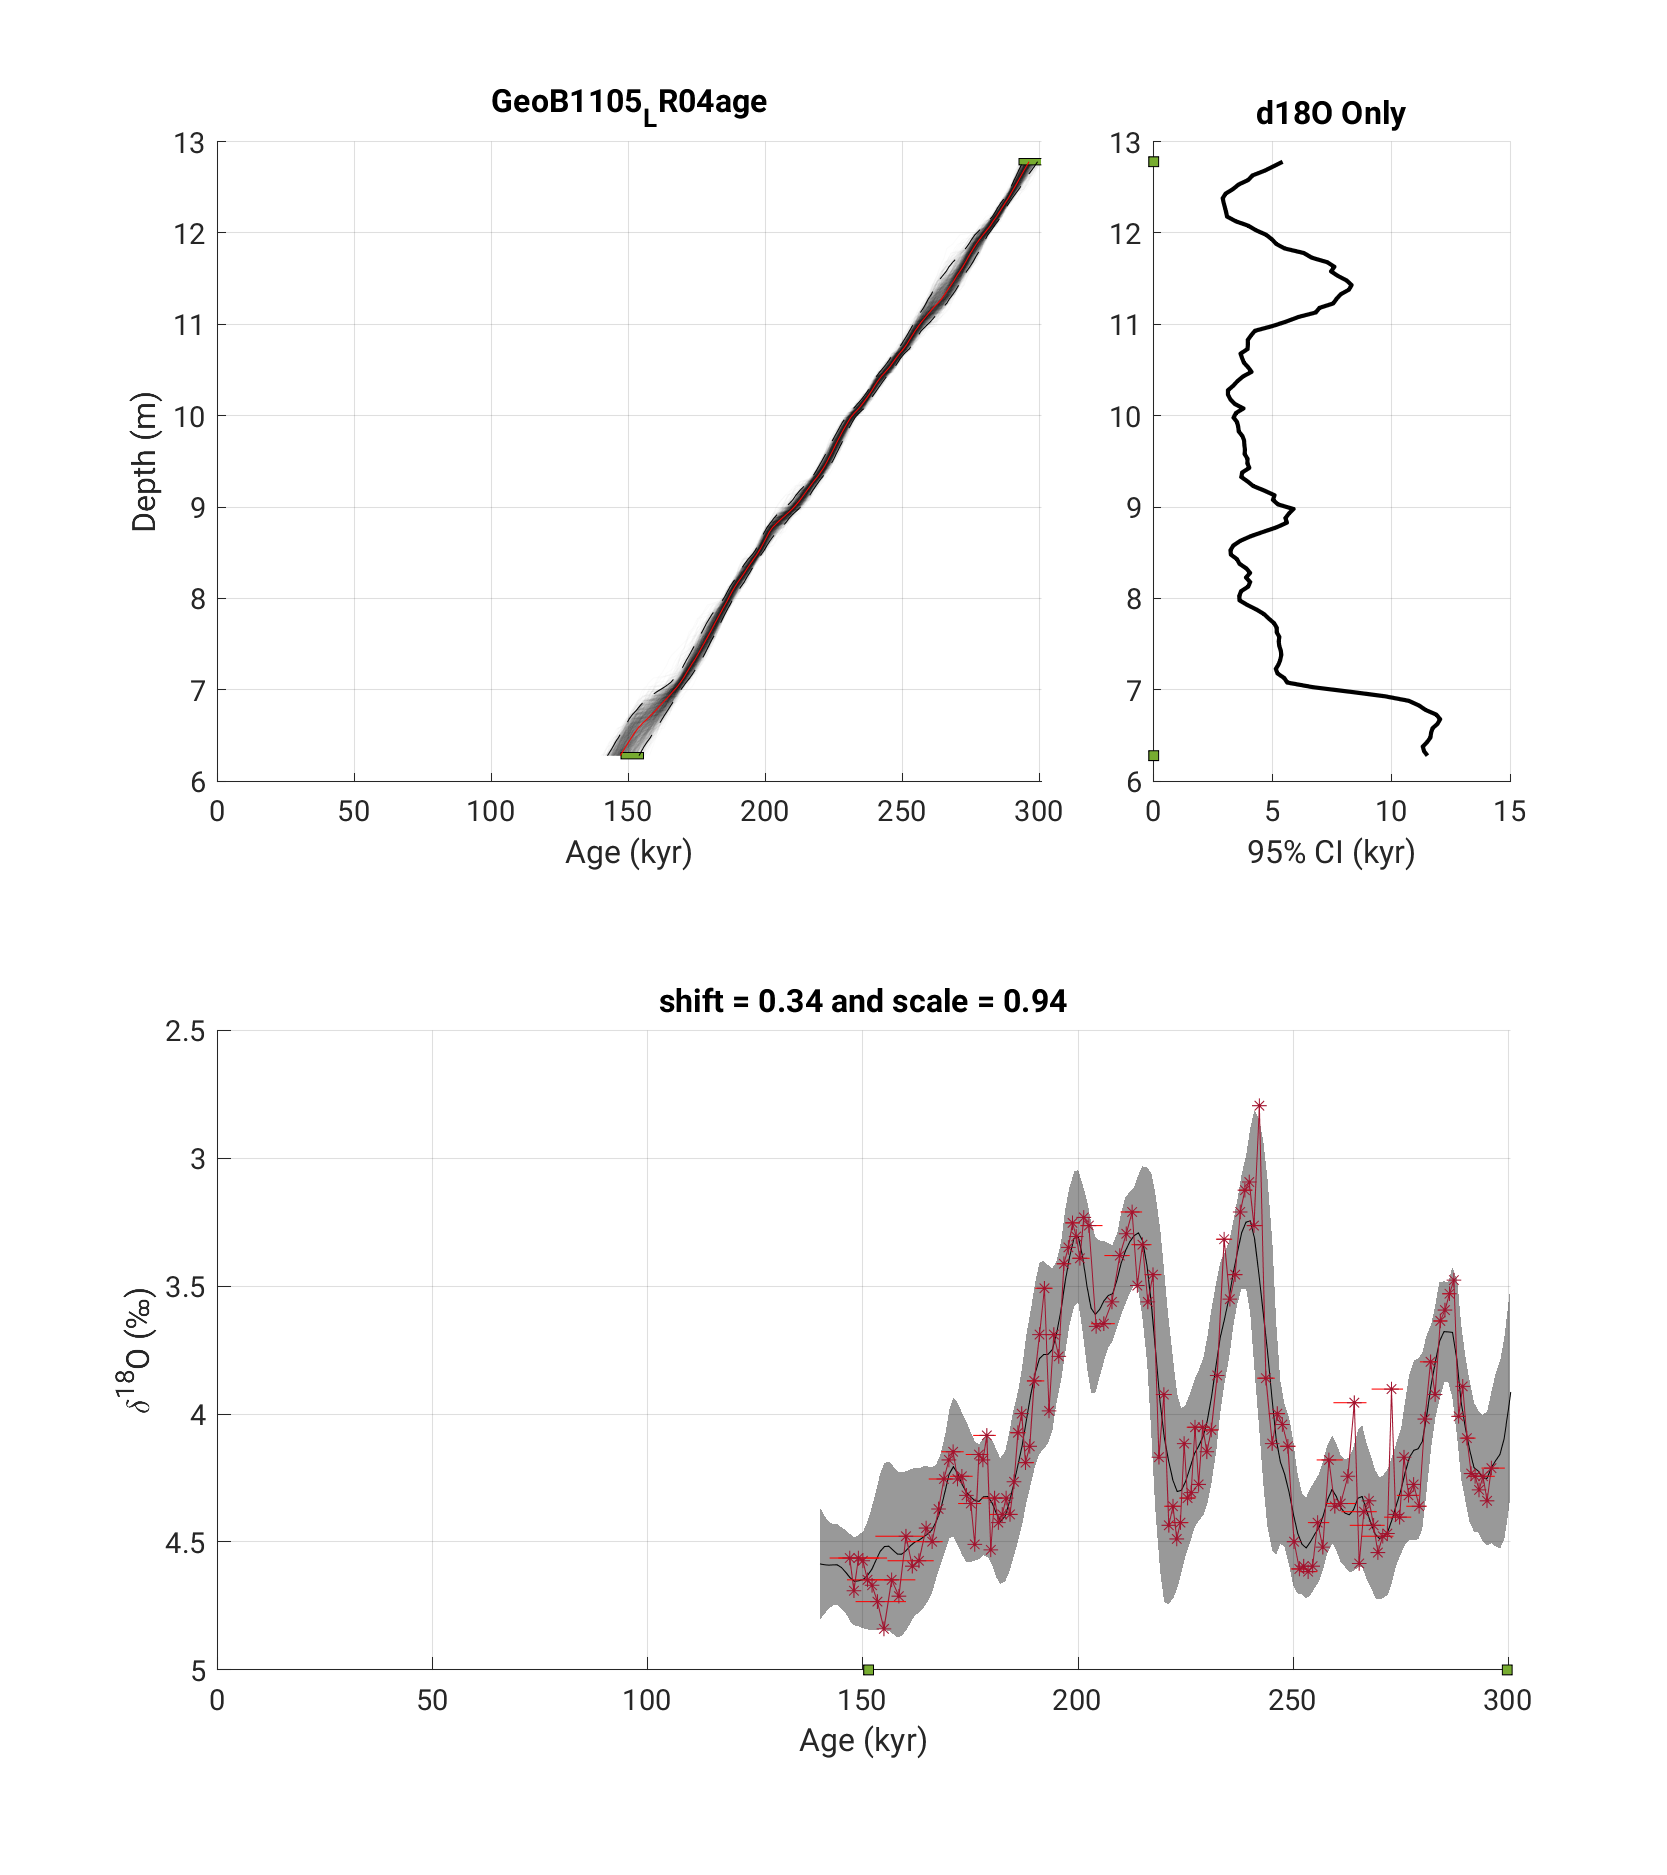 GeoB1105LR04age
d18O Only
13
12
11
10
9
8
7
6
Depth (m)
0 50 100 150 200 250 300
Age (kyr)
13
12
11
10
9
8
7
6
0 5 10 15
95% CI (kyr)
shift = 0.34 and scale = 0.94
2.5
3
3.5
4
4.5
5
δ18O (‰)
0 50 100 150 200 250 300
Age (kyr)